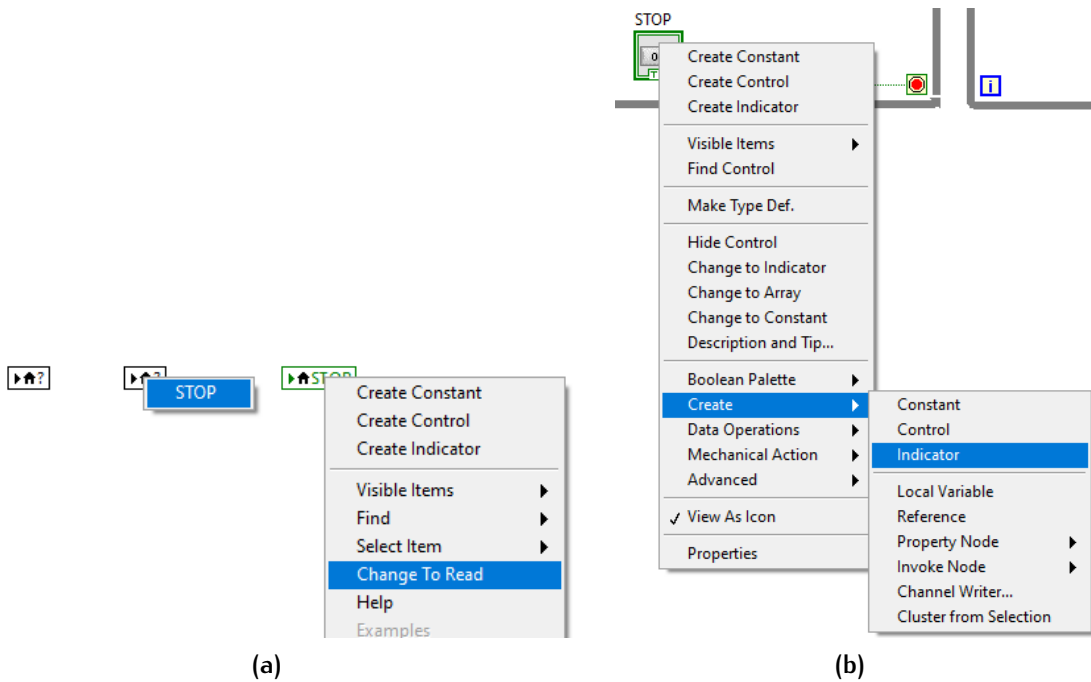 ?
STOP
STOP
Create Constant
Create Control
Create Indicator
Visible Items
Find
Select Item
Change To Read
Help
Examples
(a)
STOP
Create Constant
Create Control
Create Indicator
Visible Items
Find Control
Make Type Def.
Hide Control
Change to Indicator
Change to Array
Change to Constant
Description and Tip...
Boolean Palette
Create
Data Operations
Mechanical Action
Advanced
View As Icon
Properties
i
Constant
Control
Indicator
Local Variable
Reference
Property Node
Invoke Node
Channel Writer...
Cluster from Selection
(b)